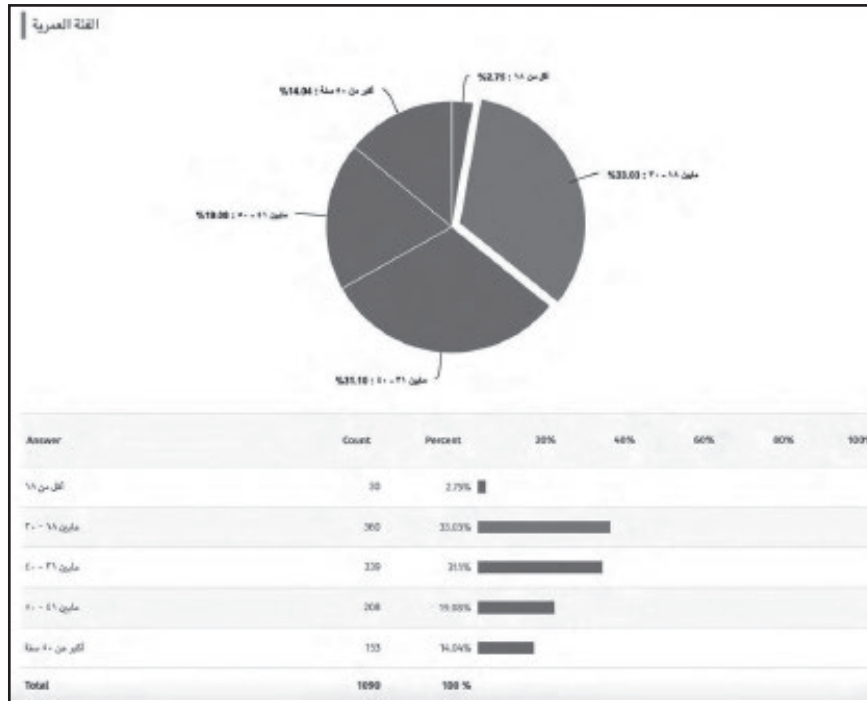 الفئة العمرية
أقل من ١٨ : 2.75%
أكبر من ٥٠ سنة : 14.04%
مابين ١٨ - ٣٠ : 33.03%
مابين ٤١ - ٥٠ : 19.08%
مابين ٣١ - ٤٠ : 31.10%
Answer Count Percent 20% 40% 60% 80% 100%
أقل من ١٨ 30 2.75%
مابين ١٨ - ٣٠ 360 33.03%
مابين ٣١ - ٤٠ 339 31.1%
مابين ٤١ - ٥٠ 208 19.08%
أكبر من ٥٠ سنة 153 14.04%
Total 1090 100 %